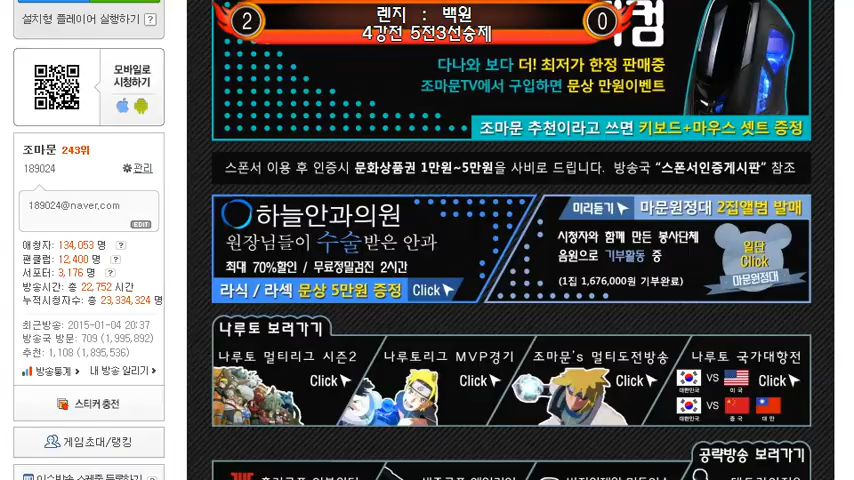 설치형 플레이어 실행하기 ?
모바일로
시청하기
조마문 243위
189024
관리
189024@naver.com
EDIT
애청자: 134,053 명 ?
팬클럽: 12,400 명 ?
서포터: 3,176 명 ?
방송시간: 총 22,752 시간
누적시청자수: 총 23,334,324 명
최근방송: 2015-01-04 20:37
방송국 방문: 709 (1,995,892)
추천: 1,108 (1,895,536)
방송통계
내 방송 알리기
스티커 충전
게임초대/랭킹
2
렌지 : 백원
0
4강전 5전3선승제
다나와 보다 더! 최저가 한정 판매중
조마문TV에서 구입하면 문상 만원이벤트
조마문 추천이라고 쓰면 키보드+마우스 셋트 증정
스폰서 이용 후 인증시 문화상품권 1만원~5만원을 사비로 드립니다. 방송국 "스폰서인증게시판" 참조
하늘안과의원
원장님들이 수술받은 안과
최대 70%할인 / 무료정밀검진 2시간
라식 / 라섹 문상 5만원 증정 Click
미리듣기 마문원정대 2집앨범 발매
시청자와 함께 만든 봉사단체
음원으로 기부활동 중
(1집 1,676,000원 기부완료)
일단
Click
마문원정대
나루토 보러가기
나루토 멀티리그 시즌2
Click
나루토리그 MVP경기
Click
조마문's 멀티도전방송
Click
나루토 국가대항전
VS
Click
대한민국
미국
VS
대한민국
중국
대만
공략방송 보러가기